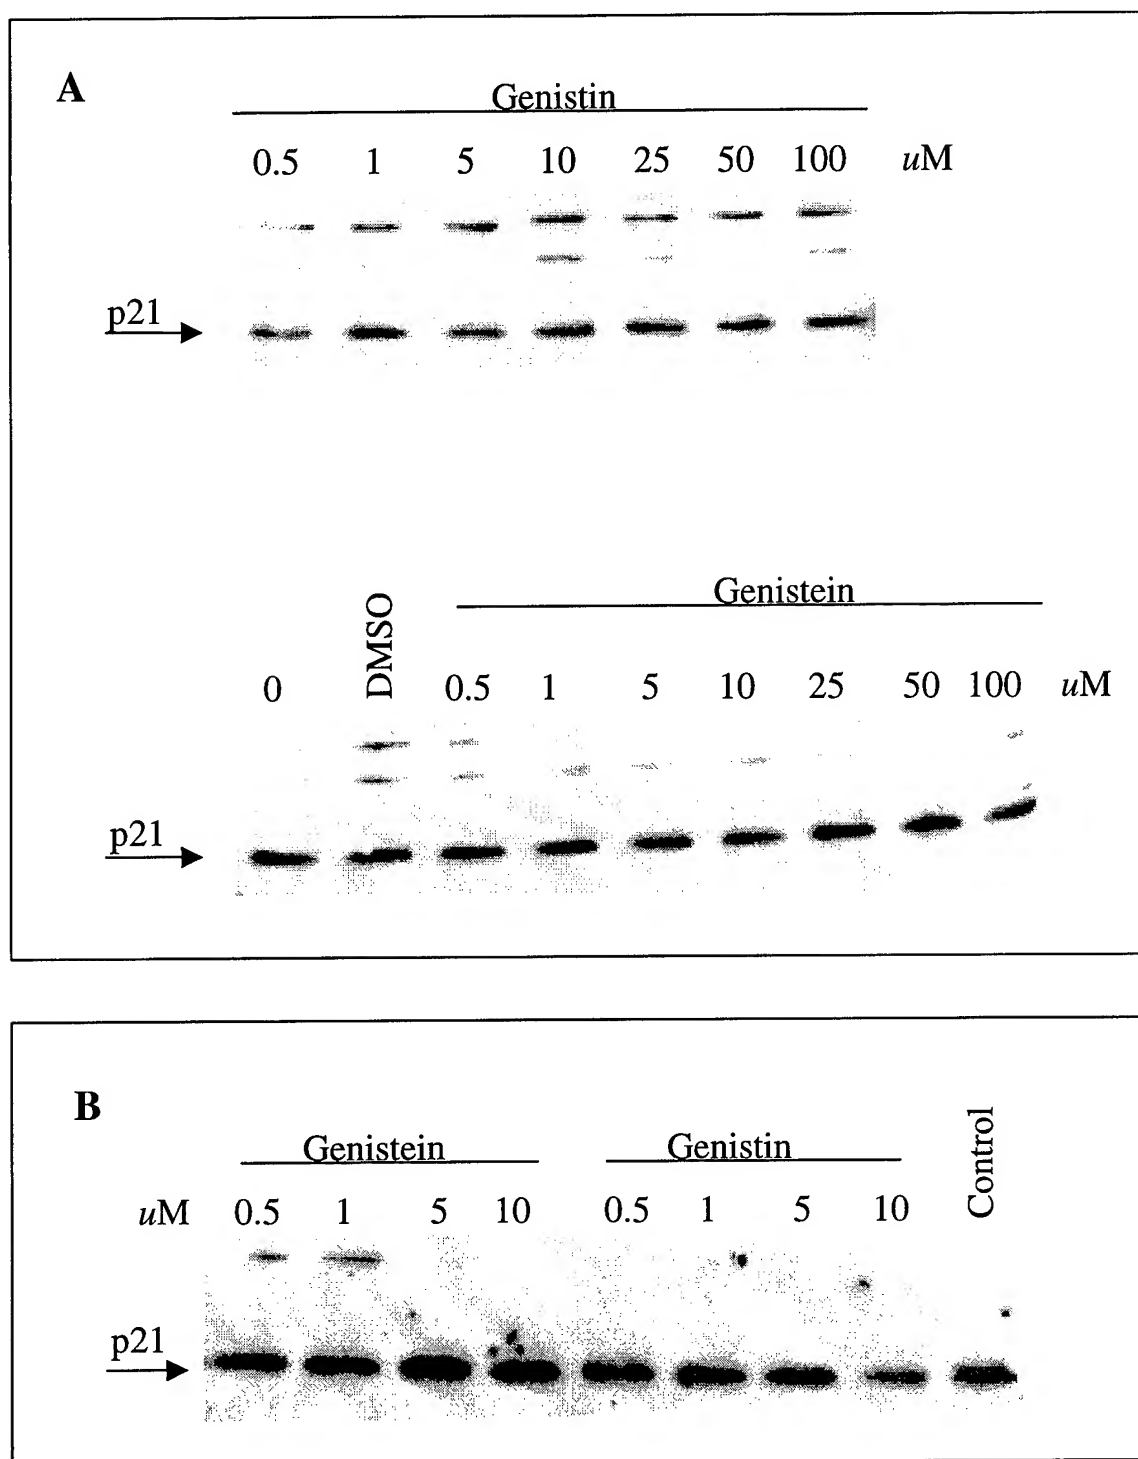 A
Genistin
0.5 1 5 10 25 50 100 uM
p21
Genistein
DMSO
0 0.5 1 5 10 25 50 100 uM
p21
B
Control
Genistein Genistin
uM 0.5 1 5 10 0.5 1 5 10
p21